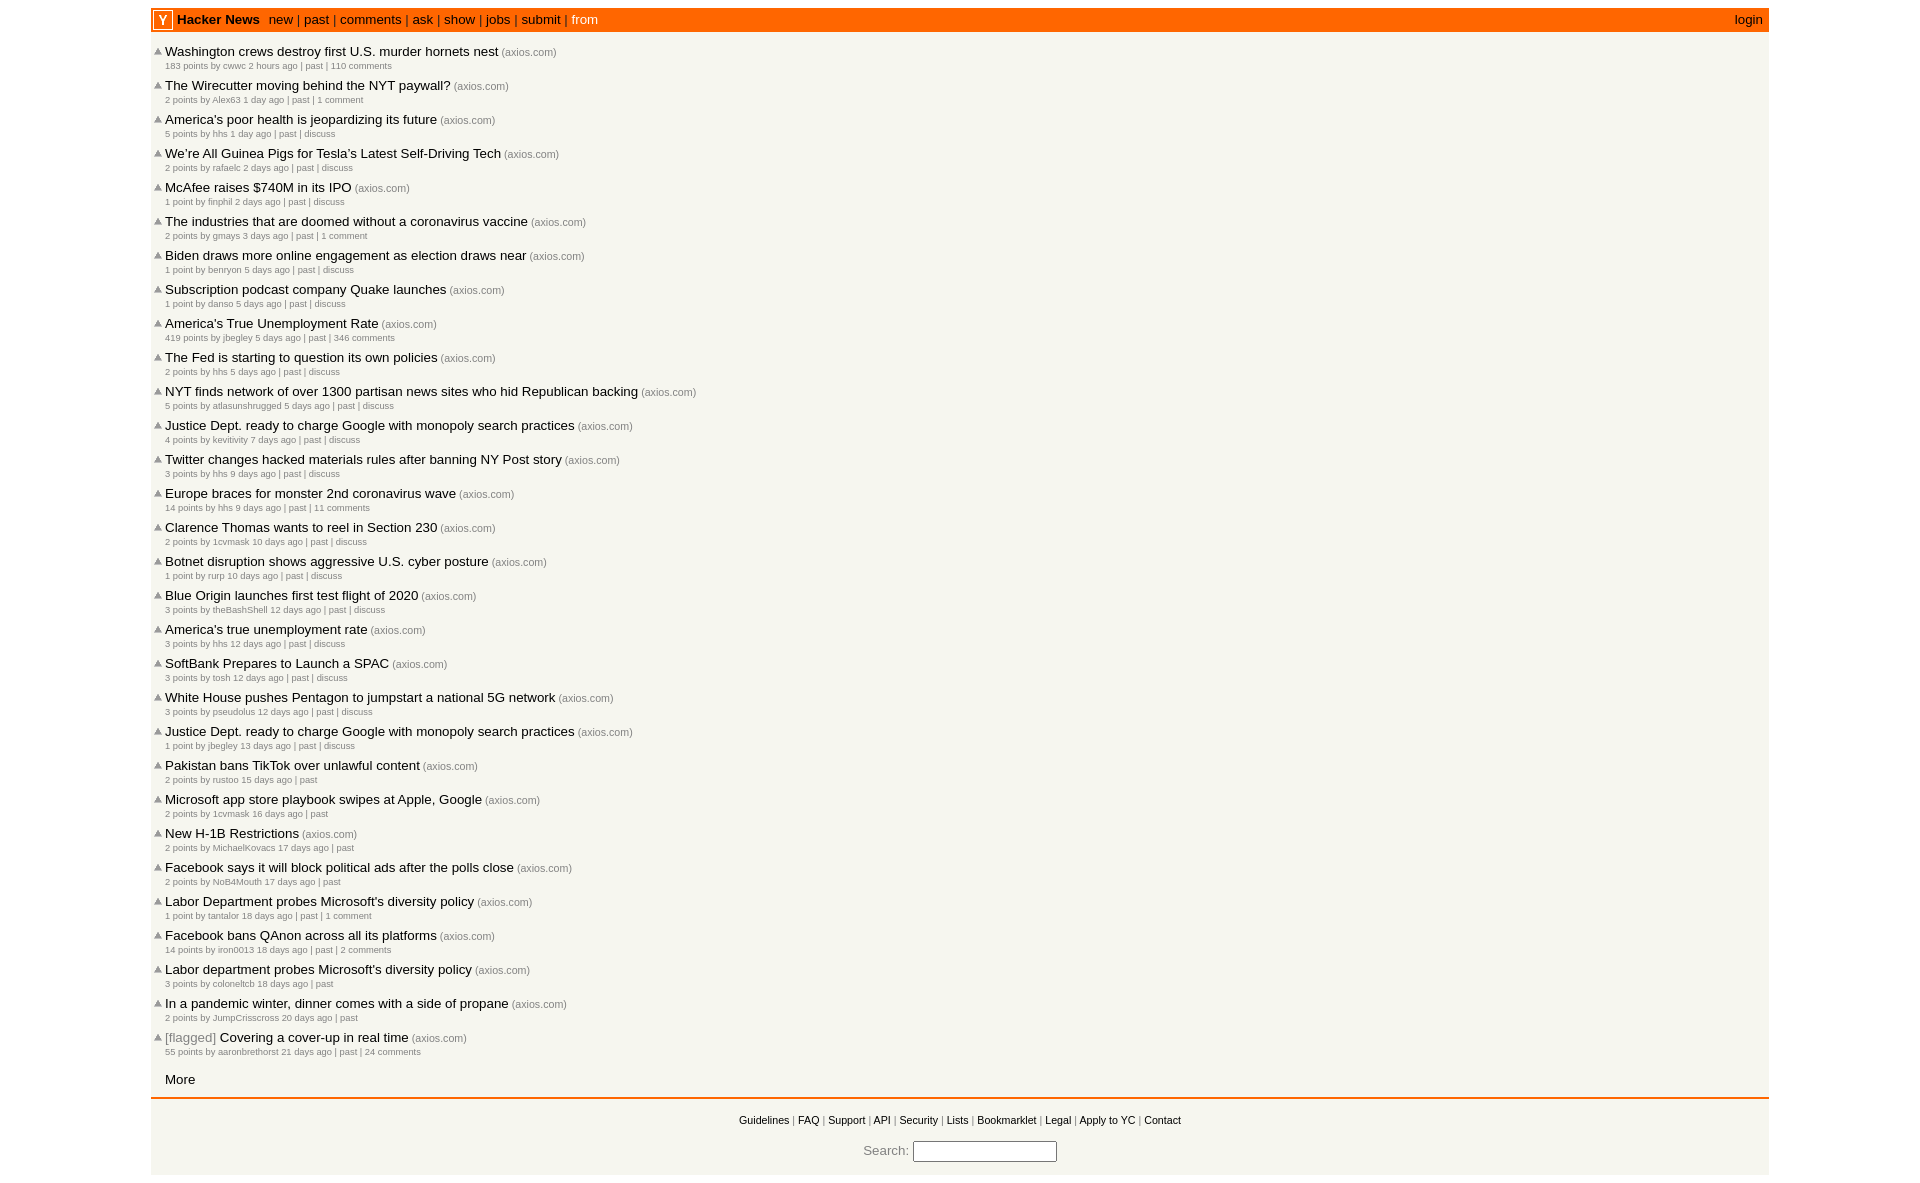 Y Hacker News new | past | comments | ask | show | jobs | submit | from login
Washington crews destroy first U.S. murder hornets nest (axios.com)
183 points by cwwc 2 hours ago | past | 110 comments
The Wirecutter moving behind the NYT paywall? (axios.com)
2 points by Alex63 1 day ago | past | 1 comment
America's poor health is jeopardizing its future (axios.com)
5 points by hhs 1 day ago | past | discuss
We’re All Guinea Pigs for Tesla’s Latest Self-Driving Tech (axios.com)
2 points by rafaelc 2 days ago | past | discuss
McAfee raises $740M in its IPO (axios.com)
1 point by finphil 2 days ago | past | discuss
The industries that are doomed without a coronavirus vaccine (axios.com)
2 points by gmays 3 days ago | past | 1 comment
Biden draws more online engagement as election draws near (axios.com)
1 point by benryon 5 days ago | past | discuss
Subscription podcast company Quake launches (axios.com)
1 point by danso 5 days ago | past | discuss
America's True Unemployment Rate (axios.com)
419 points by jbegley 5 days ago | past | 346 comments
The Fed is starting to question its own policies (axios.com)
2 points by hhs 5 days ago | past | discuss
NYT finds network of over 1300 partisan news sites who hid Republican backing (axios.com)
5 points by atlasunshrugged 5 days ago | past | discuss
Justice Dept. ready to charge Google with monopoly search practices (axios.com)
4 points by kevitivity 7 days ago | past | discuss
Twitter changes hacked materials rules after banning NY Post story (axios.com)
3 points by hhs 9 days ago | past | discuss
Europe braces for monster 2nd coronavirus wave (axios.com)
14 points by hhs 9 days ago | past | 11 comments
Clarence Thomas wants to reel in Section 230 (axios.com)
2 points by 1cvmask 10 days ago | past | discuss
Botnet disruption shows aggressive U.S. cyber posture (axios.com)
1 point by rurp 10 days ago | past | discuss
Blue Origin launches first test flight of 2020 (axios.com)
3 points by theBashShell 12 days ago | past | discuss
America's true unemployment rate (axios.com)
3 points by hhs 12 days ago | past | discuss
SoftBank Prepares to Launch a SPAC (axios.com)
3 points by tosh 12 days ago | past | discuss
White House pushes Pentagon to jumpstart a national 5G network (axios.com)
3 points by pseudolus 12 days ago | past | discuss
Justice Dept. ready to charge Google with monopoly search practices (axios.com)
1 point by jbegley 13 days ago | past | discuss
Pakistan bans TikTok over unlawful content (axios.com)
2 points by rustoo 15 days ago | past
Microsoft app store playbook swipes at Apple, Google (axios.com)
2 points by 1cvmask 16 days ago | past
New H-1B Restrictions (axios.com)
2 points by MichaelKovacs 17 days ago | past
Facebook says it will block political ads after the polls close (axios.com)
2 points by NoB4Mouth 17 days ago | past
Labor Department probes Microsoft's diversity policy (axios.com)
1 point by tantalor 18 days ago | past | 1 comment
Facebook bans QAnon across all its platforms (axios.com)
14 points by iron0013 18 days ago | past | 2 comments
Labor department probes Microsoft's diversity policy (axios.com)
3 points by coloneltcb 18 days ago | past
In a pandemic winter, dinner comes with a side of propane (axios.com)
2 points by JumpCrisscross 20 days ago | past
[flagged] Covering a cover-up in real time (axios.com)
55 points by aaronbrethorst 21 days ago | past | 24 comments
More
Guidelines | FAQ | Support | API | Security | Lists | Bookmarklet | Legal | Apply to YC | Contact
Search: